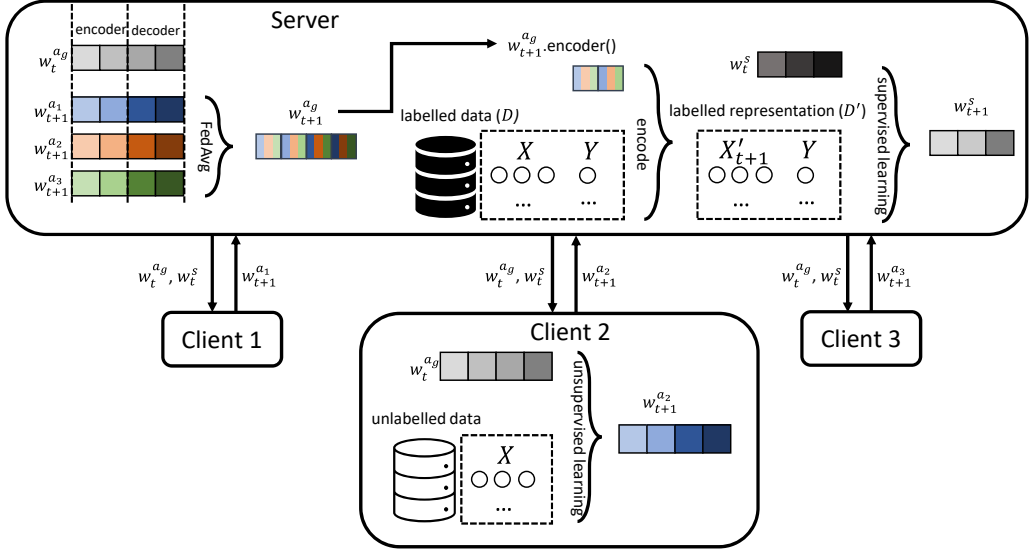 Server
encoder decoder
w_t^{a_g}
w_{t+1}^{a_1}
w_{t+1}^{a_2}
w_{t+1}^{a_3}
FedAvg
w_{t+1}^{a_g}
w_{t+1}^{a_g}.encoder()
labelled data (D)
X Y
... ...
encode
w_t^s
labelled representation (D′)
X′_{t+1} Y
... ...
supervised learning
w_{t+1}^s
w_t^{a_g}, w_t^s w_{t+1}^{a_1}
w_t^{a_g}, w_t^s w_{t+1}^{a_2}
w_t^{a_g}, w_t^s w_{t+1}^{a_3}
Client 1
Client 2
Client 3
w_t^{a_g}
unlabelled data
X
...
unsupervised learning
w_{t+1}^{a_2}